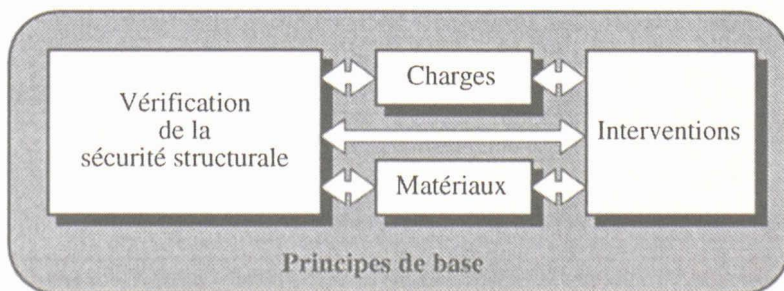 Vérification
de la
sécurité structurale
Charges
Matériaux
Interventions
Principes de base